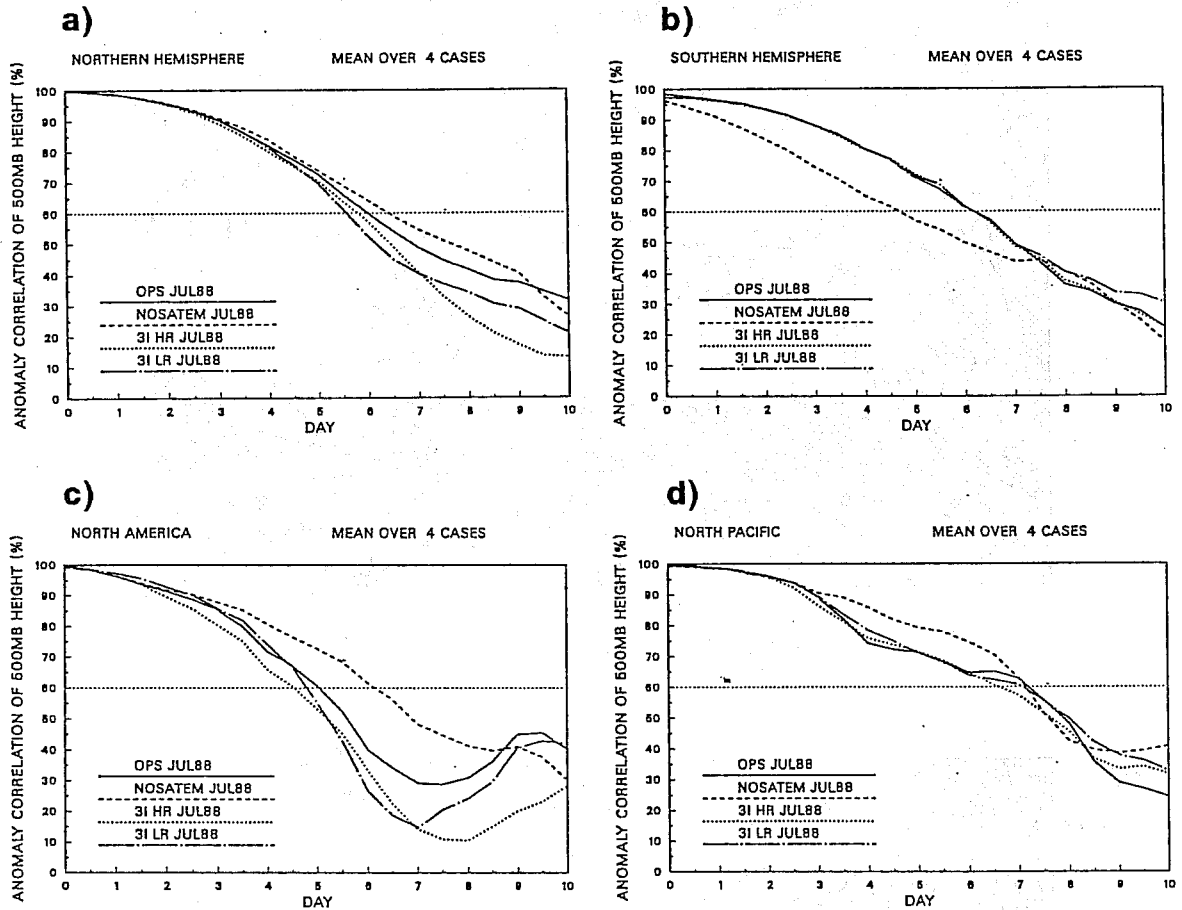 a)
NORTHERN HEMISPHERE MEAN OVER 4 CASES
ANOMALY CORRELATION OF 500MB HEIGHT (%)
100
90
80
70
60
50
40
30
20
10
0
OPS JUL88
NOSATEM JUL88
3I HR JUL88
3I LR JUL88
0 1 2 3 4 5 6 7 8 9 10
DAY
b)
SOUTHERN HEMISPHERE MEAN OVER 4 CASES
ANOMALY CORRELATION OF 500MB HEIGHT (%)
100
90
80
70
60
50
40
30
20
10
0
OPS JUL88
NOSATEM JUL88
3I HR JUL88
3I LR JUL88
0 1 2 3 4 5 6 7 8 9 10
DAY
c)
NORTH AMERICA MEAN OVER 4 CASES
ANOMALY CORRELATION OF 500MB HEIGHT (%)
100
90
80
70
60
50
40
30
20
10
0
OPS JUL88
NOSATEM JUL88
3I HR JUL88
3I LR JUL88
0 1 2 3 4 5 6 7 8 9 10
DAY
d)
NORTH PACIFIC MEAN OVER 4 CASES
ANOMALY CORRELATION OF 500MB HEIGHT (%)
100
90
80
70
60
50
40
30
20
10
0
OPS JUL88
NOSATEM JUL88
3I HR JUL88
3I LR JUL88
0 1 2 3 4 5 6 7 8 9 10
DAY